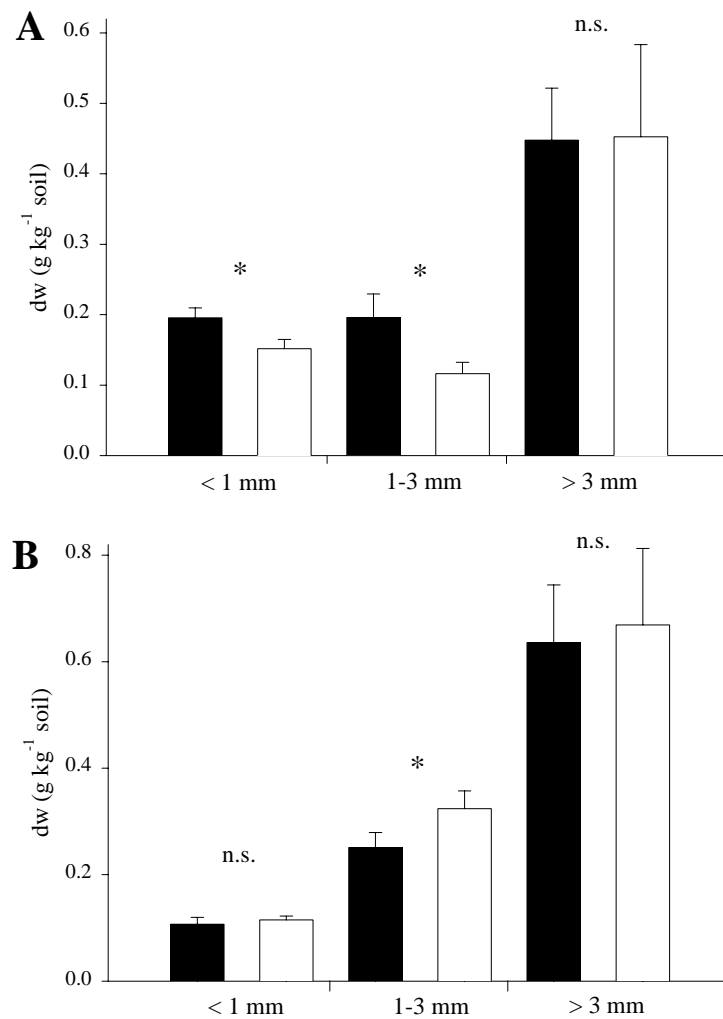 A
n.s.
0.6
0.5
0.4
0.3
0.2
0.1
0.0
dw (g kg⁻¹ soil)
*
*
< 1 mm
1-3 mm
> 3 mm
B
n.s.
0.8
0.6
0.4
0.2
0.0
dw (g kg⁻¹ soil)
*
n.s.
< 1 mm
1-3 mm
> 3 mm